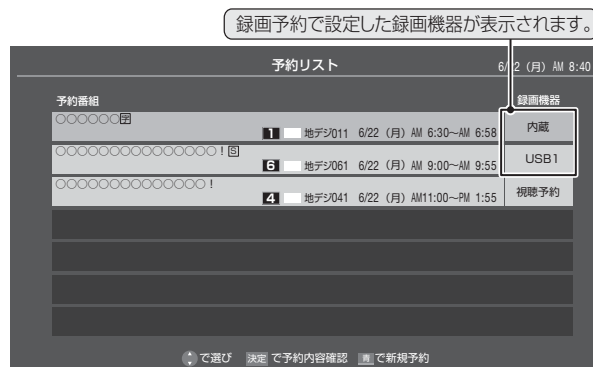 録画予約で設定した録画機器が表示されます。
予約リスト 6/22（月）AM 8:40
予約番組 録画機器
○○○○○○字
1 地デジ011 6/22（月）AM 6:30〜AM 6:58 内蔵
○○○○○○○○○○○○○○○！S
6 地デジ061 6/22（月）AM 9:00〜AM 9:55 USB1
○○○○○○○○○○○○○○！
4 地デジ041 6/22（月）AM11:00〜PM 1:55 視聴予約
で選び 決定 で予約内容確認 青 で新規予約